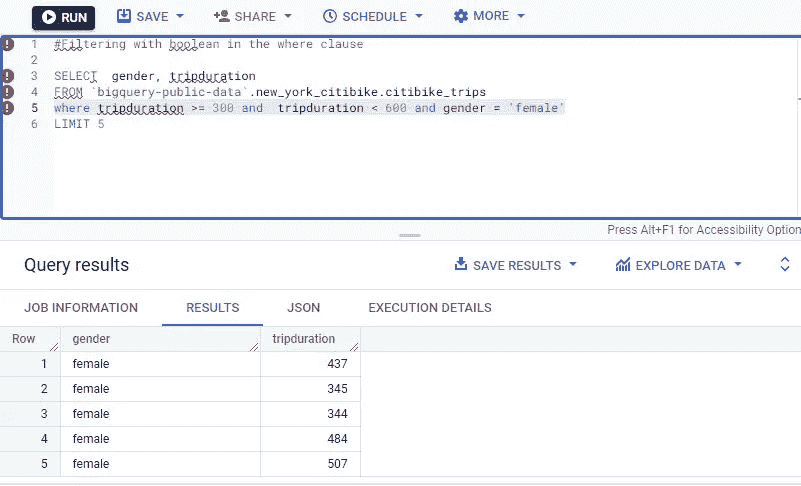 RUN SAVE SHARE SCHEDULE MORE
1 #Filtering with boolean in the where clause
2
3 SELECT  gender, tripduration
4 FROM `bigquery-public-data`.new_york_citibike.citibike_trips
5 where tripduration >= 300 and  tripduration < 600 and gender = 'female'
6 LIMIT 5
Press Alt+F1 for Accessibility Option
Query results SAVE RESULTS EXPLORE DATA
JOB INFORMATION RESULTS JSON EXECUTION DETAILS
Row gender tripduration
1 female 437
2 female 345
3 female 344
4 female 484
5 female 507